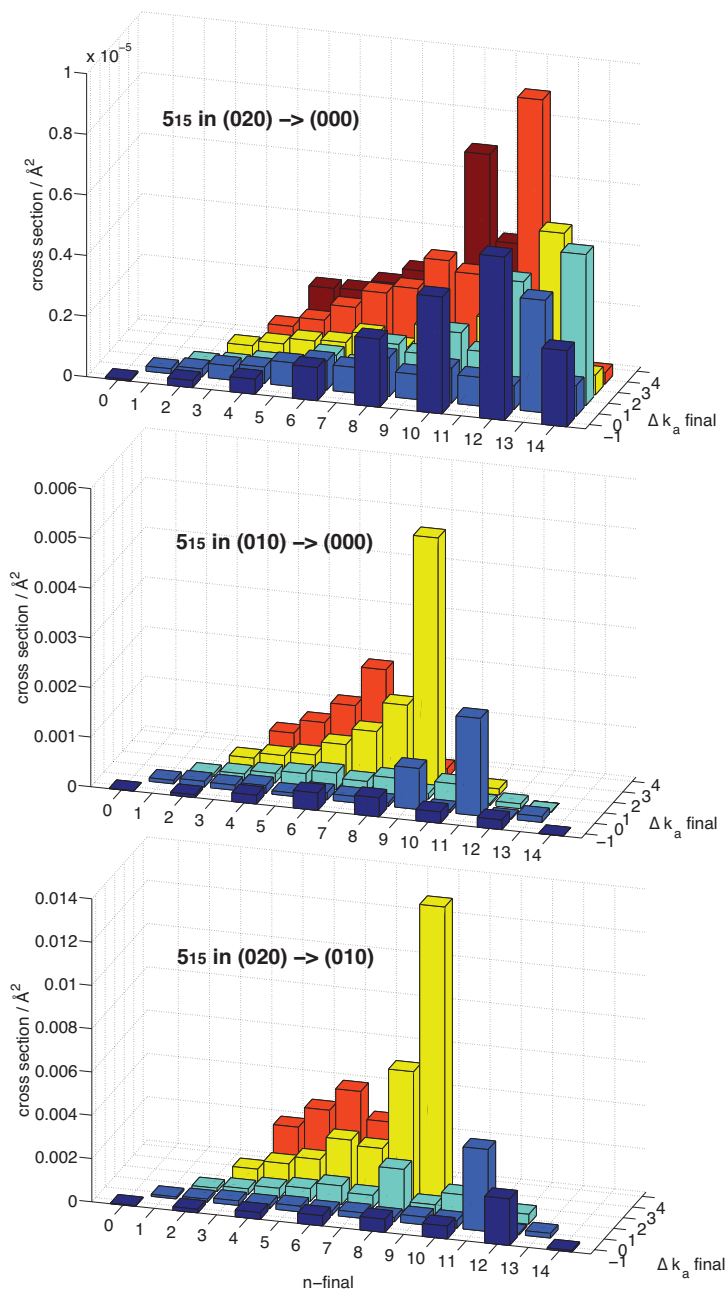 x 10⁻⁵
1
0.8
0.6
0.4
0.2
0
cross section / Å²
5₁₅ in (020) −> (000)
0 1 2 3 4 5 6 7 8 9 10 11 12 13 14
−1 0 1 2 3 4
Δ kₐ final
0.006
0.005
0.004
0.003
0.002
0.001
0
cross section / Å²
5₁₅ in (010) −> (000)
0 1 2 3 4 5 6 7 8 9 10 11 12 13 14
−1 0 1 2 3 4
Δ kₐ final
0.014
0.012
0.01
0.008
0.006
0.004
0.002
0
cross section / Å²
5₁₅ in (020) −> (010)
0 1 2 3 4 5 6 7 8 9 10 11 12 13 14
−1 0 1 2 3 4
Δ kₐ final
n−final